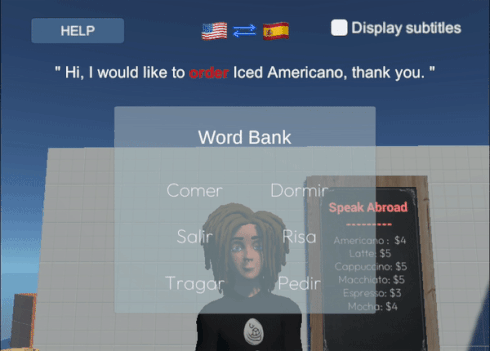 HELP
Display subtitles
" Hi, I would like to order Iced Americano, thank you. "
Word Bank
Comer Dormir
Salir Risa
Tragar Pedir
Speak Abroad
---------
Americano : $4
Latte: $5
Cappuccino: $5
Macchiato: $5
Espresso: $3
Mocha: $4